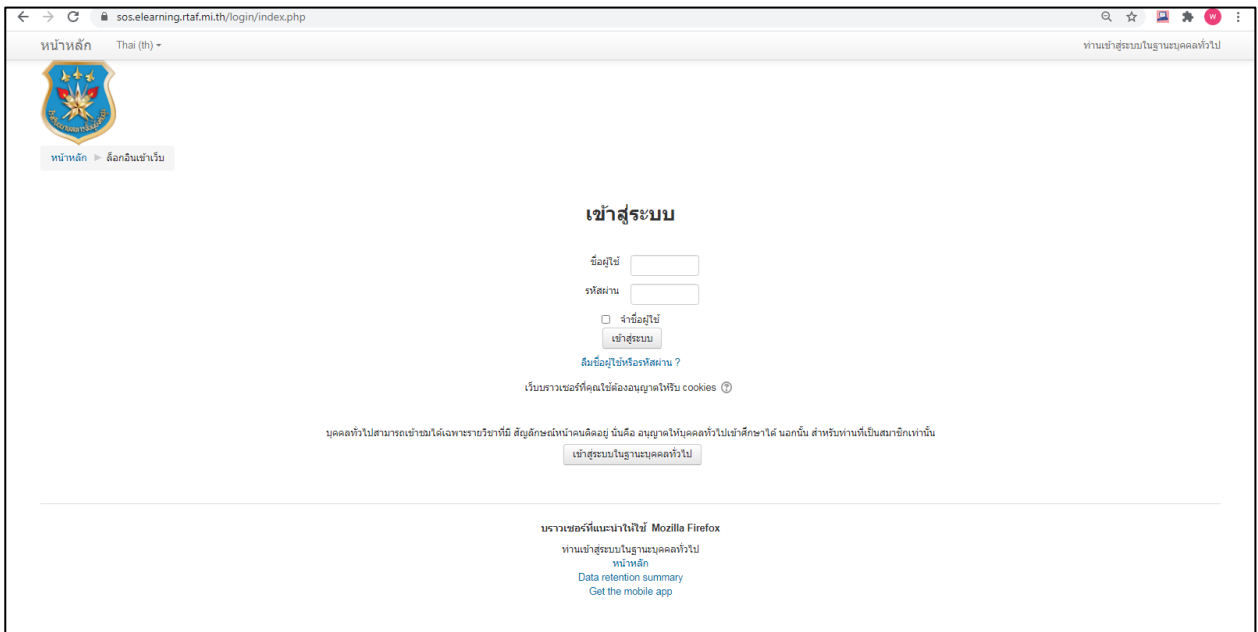 sos.elearning.rtaf.mi.th/login/index.php
W
หน้าหลัก Thai (th) ท่านเข้าสู่ระบบในฐานะบุคคลทั่วไป
หน้าหลัก ล็อกอินเข้าเว็บ
เข้าสู่ระบบ
ชื่อผู้ใช้
รหัสผ่าน
จำชื่อผู้ใช้
เข้าสู่ระบบ
ลืมชื่อผู้ใช้หรือรหัสผ่าน ?
เว็บบราวเซอร์ที่คุณใช้ต้องอนุญาตให้รับ cookies
บุคคลทั่วไปสามารถเข้าชมได้เฉพาะรายวิชาที่มี สัญลักษณ์หน้าคนติดอยู่ นั่นคือ อนุญาตให้บุคคลทั่วไปเข้าศึกษาได้ นอกนั้น สำหรับท่านที่เป็นสมาชิกเท่านั้น
เข้าสู่ระบบในฐานะบุคคลทั่วไป
บราวเซอร์ที่แนะนำให้ใช้ Mozilla Firefox
ท่านเข้าสู่ระบบในฐานะบุคคลทั่วไป
หน้าหลัก
Data retention summary
Get the mobile app